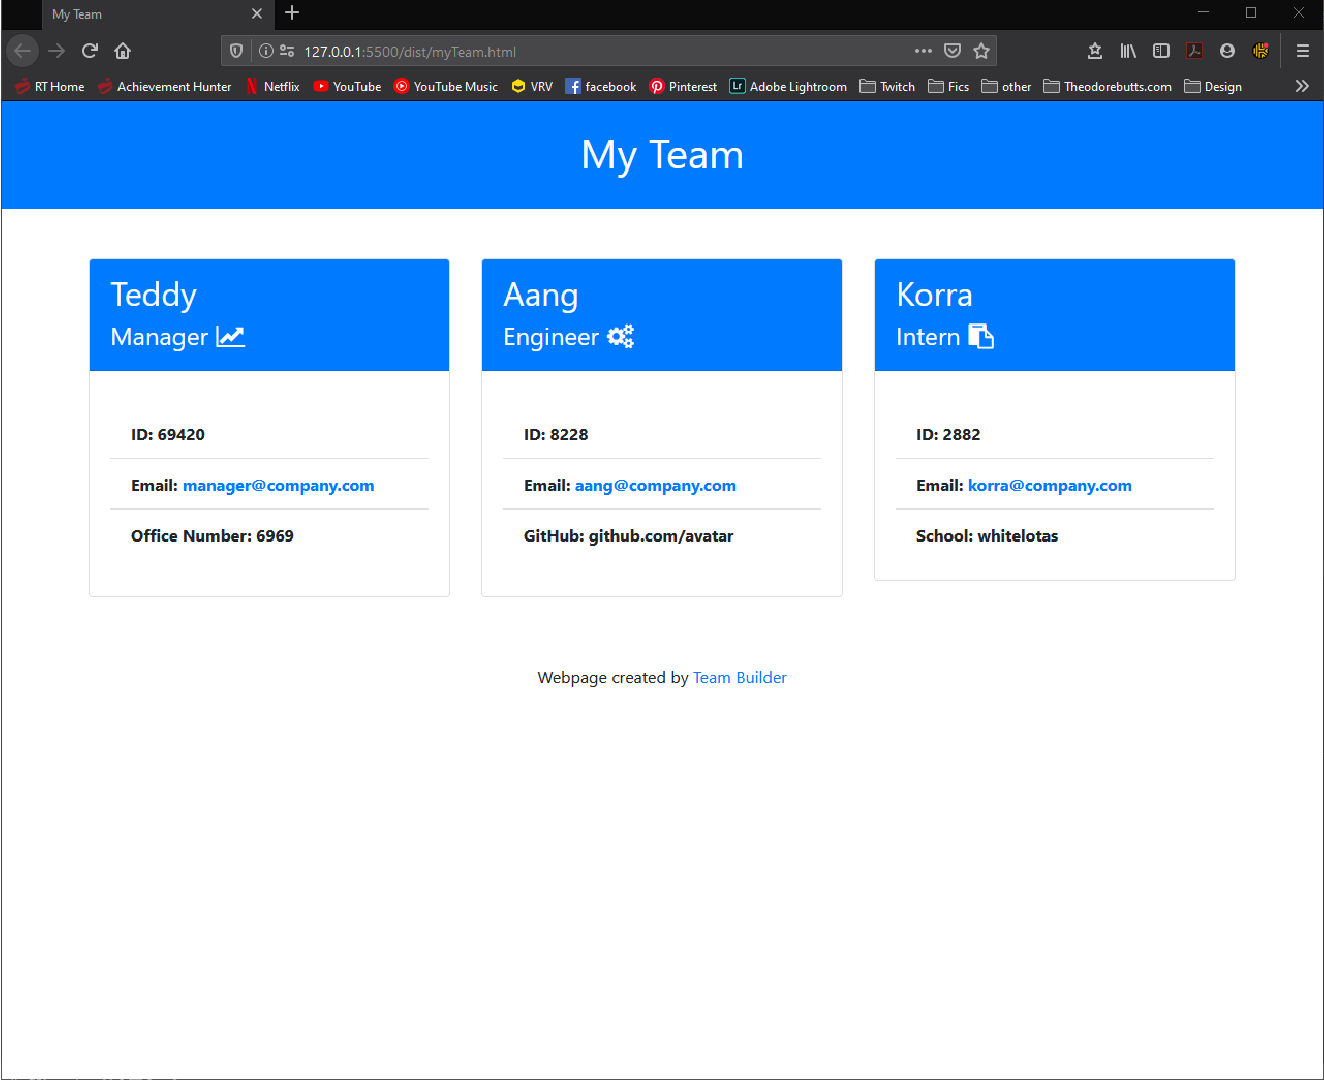 My Team
127.0.0.1:5500/dist/myTeam.html
RT Home Achievement Hunter Netflix YouTube YouTube Music VRV facebook Pinterest Lr Adobe Lightroom Twitch Fics other Theodorebutts.com Design
My Team
Teddy
Manager
ID: 69420
Email: manager@company.com
Office Number: 6969
Aang
Engineer
ID: 8228
Email: aang@company.com
GitHub: github.com/avatar
Korra
Intern
ID: 2882
Email: korra@company.com
School: whitelotas
Webpage created by Team Builder